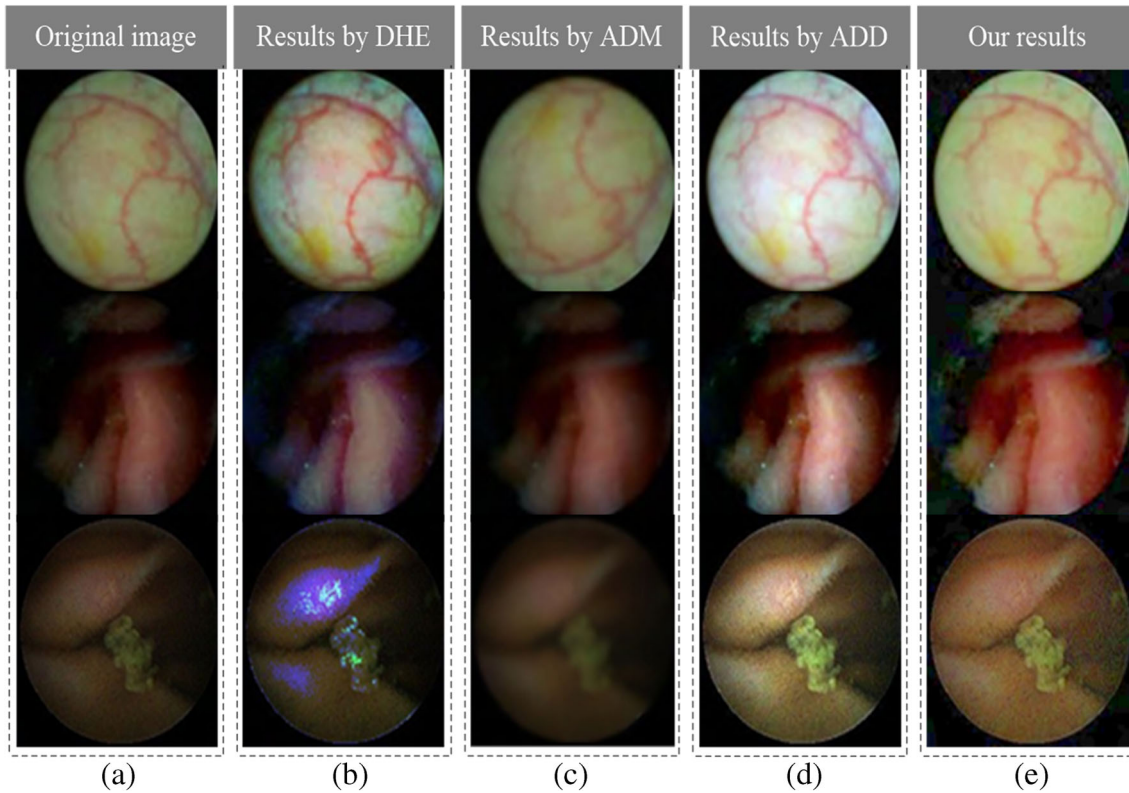 Original image
Results by DHE
Results by ADM
Results by ADD
Our results
(a)
(b)
(c)
(d)
(e)